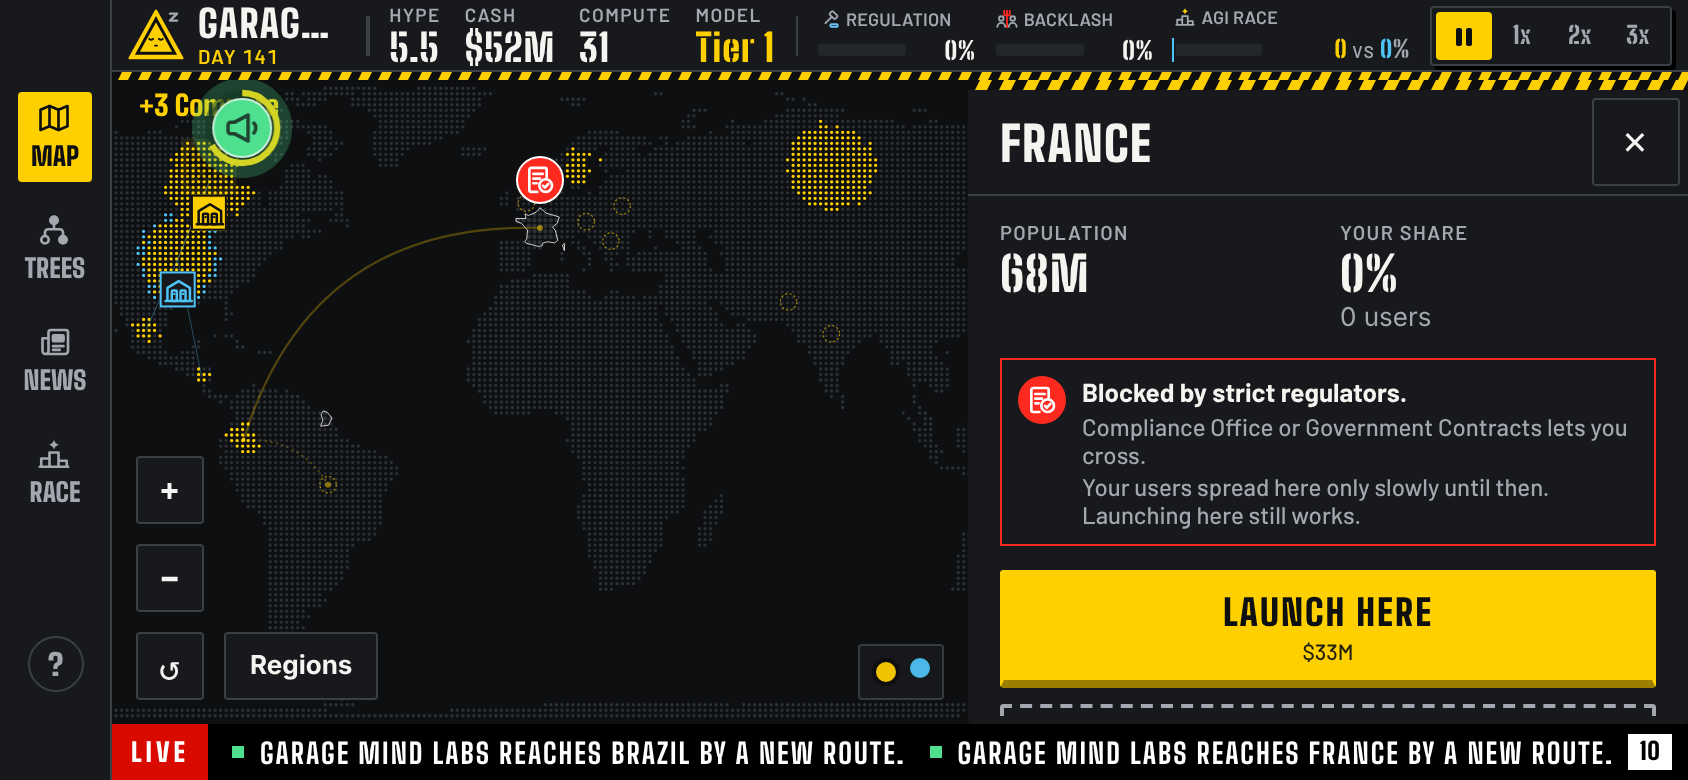 GARAG...
DAY 141
HYPE
5.5
CASH
$52M
COMPUTE
31
MODEL
Tier 1
REGULATION
0%
BACKLASH
0%
AGI RACE
0 vs 0%
1x
2x
3x
MAP
TREES
NEWS
RACE
?
+3 Com
+
−
↺
Regions
FRANCE
×
POPULATION
68M
YOUR SHARE
0%
0 users
Blocked by strict regulators.
Compliance Office or Government Contracts lets you
cross.
Your users spread here only slowly until then.
Launching here still works.
LAUNCH HERE
$33M
LIVE
GARAGE MIND LABS REACHES BRAZIL BY A NEW ROUTE.
GARAGE MIND LABS REACHES FRANCE BY A NEW ROUTE.
10